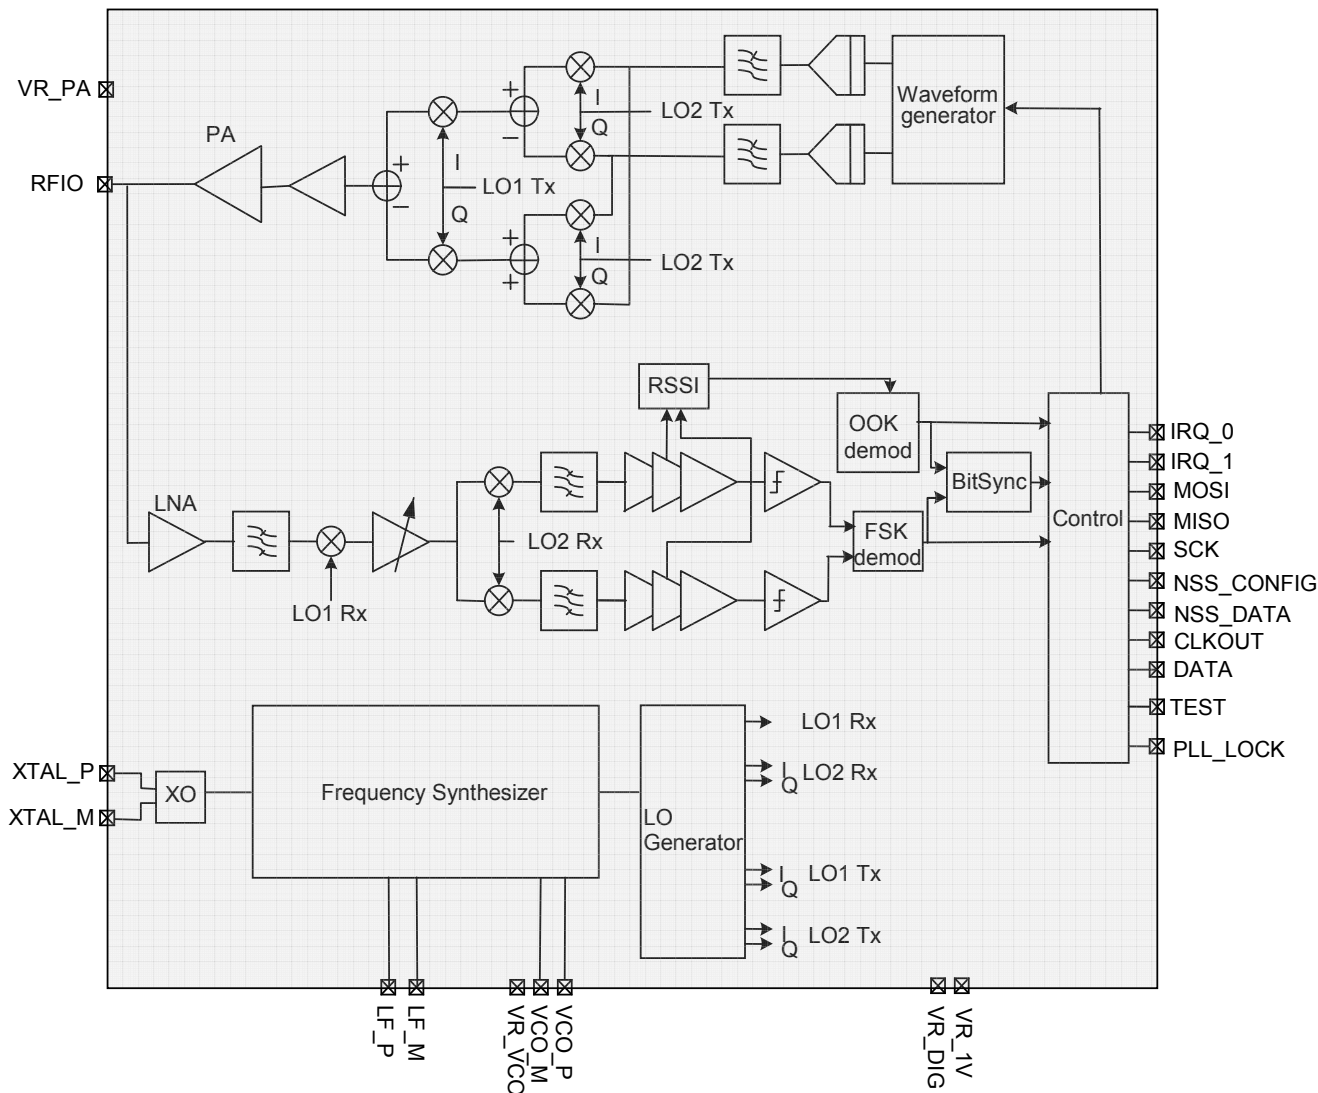 VR_PA
PA
RFIO
+
−
I
Q
LO1 Tx
+
−
I
Q
LO2 Tx
+
+
I
Q
LO2 Tx
Waveform
generator
RSSI
OOK
demod
BitSync
FSK
demod
Control
LNA
LO1 Rx
LO2 Rx
IRQ_0
IRQ_1
MOSI
MISO
SCK
NSS_CONFIG
NSS_DATA
CLKOUT
DATA
TEST
PLL_LOCK
XTAL_P
XTAL_M
XO
Frequency Synthesizer
LO
Generator
LO1 Rx
I
Q
LO2 Rx
I
Q
LO1 Tx
I
Q
LO2 Tx
LF_P
LF_M
VR_VCO
VCO_M
VCO_P
VR_DIG
VR_1V